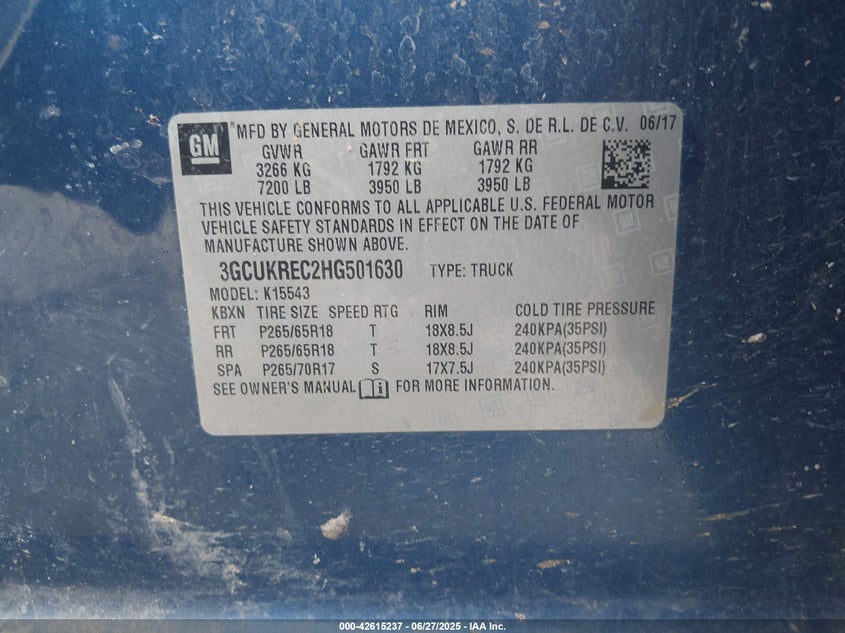 GM MFD BY GENERAL MOTORS DE MEXICO, S. DE R.L. DE C.V. 06/17
GVWR GAWR FRT GAWR RR
3266 KG 1792 KG 1792 KG
7200 LB 3950 LB 3950 LB
THIS VEHICLE CONFORMS TO ALL APPLICABLE U.S. FEDERAL MOTOR
VEHICLE SAFETY STANDARDS IN EFFECT ON THE DATE OF
MANUFACTURE SHOWN ABOVE.
3GCUKREC2HG501630 TYPE: TRUCK
MODEL: K15543
KBXN TIRE SIZE SPEED RTG RIM COLD TIRE PRESSURE
FRT P265/65R18 T 18X8.5J 240KPA(35PSI)
RR P265/65R18 T 18X8.5J 240KPA(35PSI)
SPA P265/70R17 S 17X7.5J 240KPA(35PSI)
SEE OWNER'S MANUAL FOR MORE INFORMATION.
000-42615237 - 06/27/2025 - IAA Inc.